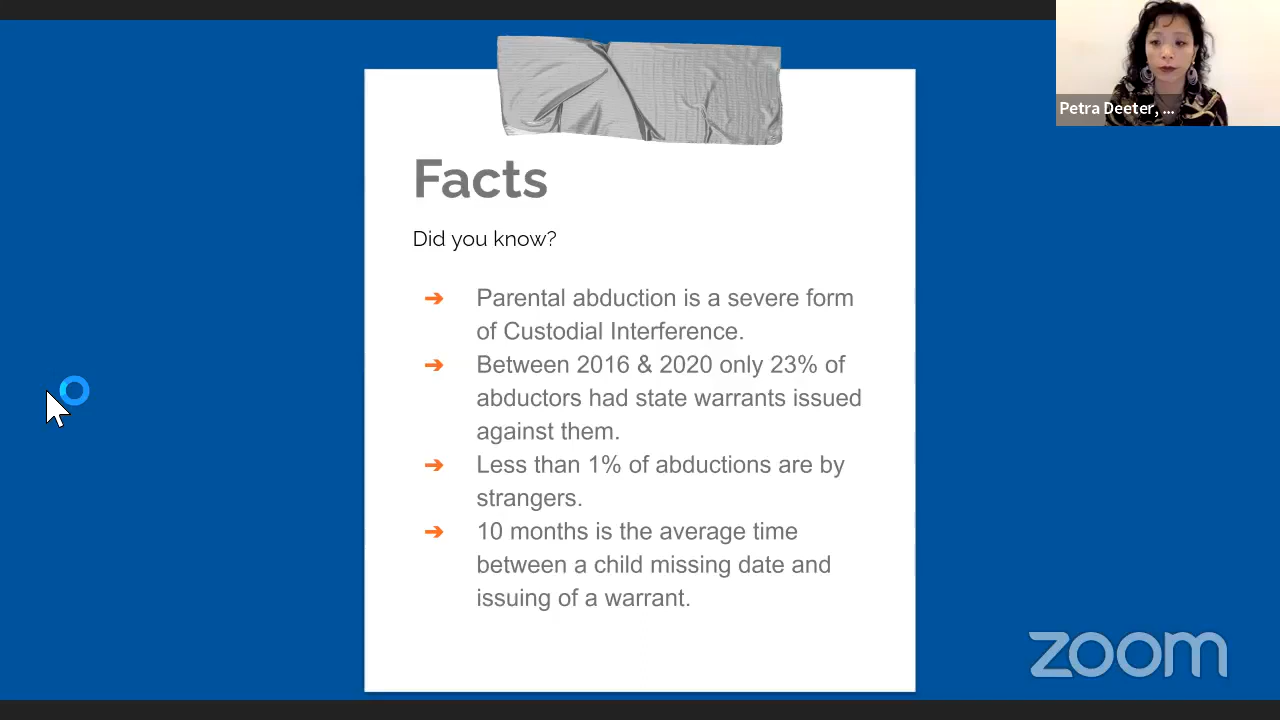 Petra Deeter, ...
Facts
Did you know?
➔ Parental abduction is a severe form
of Custodial Interference.
➔ Between 2016 & 2020 only 23% of
abductors had state warrants issued
against them.
➔ Less than 1% of abductions are by
strangers.
➔ 10 months is the average time
between a child missing date and
issuing of a warrant.
zoom